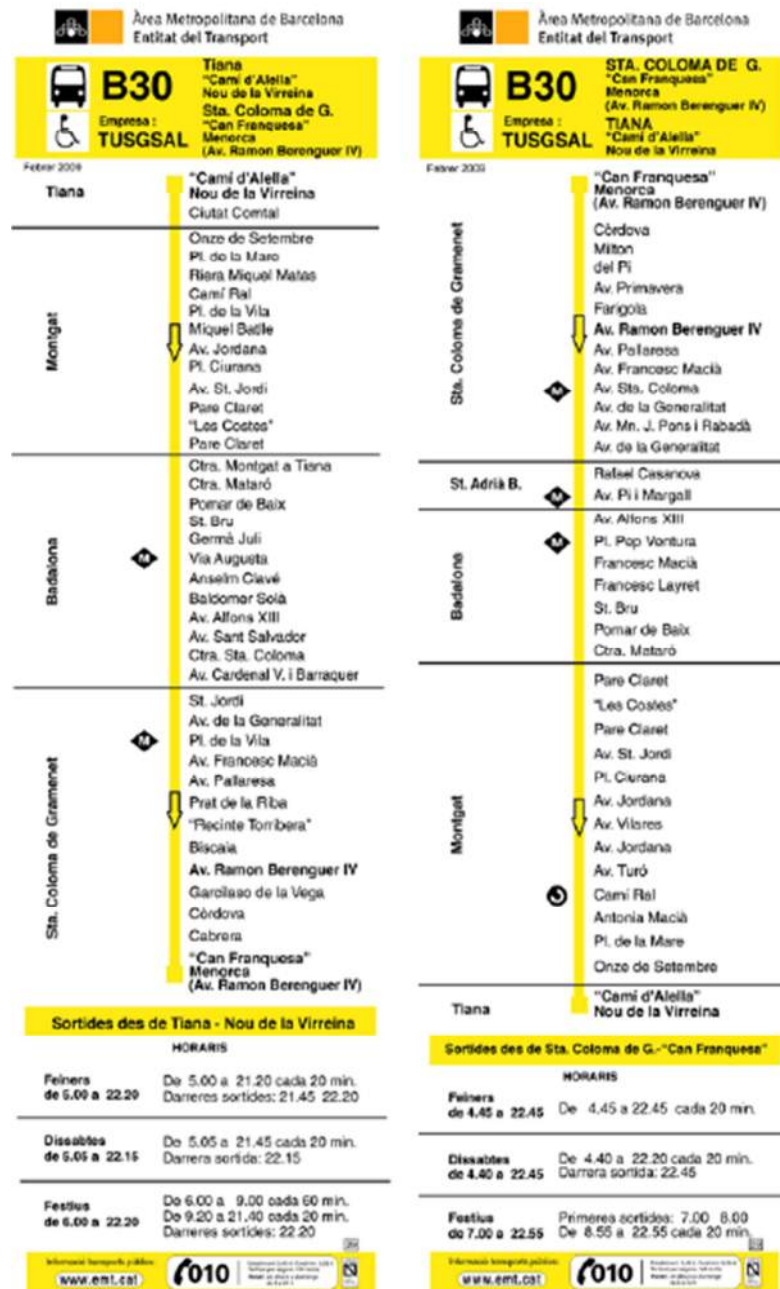 Àrea Metropolitana de Barcelona
Entitat del Transport
B30
Empresa :
TUSGSAL
Tiana
"Camí d'Alella"
Nou de la Virreina
Sta. Coloma de G.
"Can Franquesa"
Menorca
(Av. Ramon Berenguer IV)
Febrer 2009
Tiana
"Camí d'Alella"
Nou de la Virreina
Ciutat Comtal
Montgat
Onze de Setembre
Pl. de la Mare
Riera Miquel Matas
Camí Ral
Pl. de la Vila
Miquel Batlle
Av. Jordana
Pl. Ciurana
Av. St. Jordi
Pare Claret
"Les Costes"
Pare Claret
Badalona
Ctra. Montgat a Tiana
Ctra. Mataró
Pomar de Baix
St. Bru
Germà Juli
M
Via Augusta
Anselm Clavé
Baldomer Solà
Av. Alfons XIII
Av. Sant Salvador
Ctra. Sta. Coloma
Av. Cardenal V. i Barraquer
Sta. Coloma de Gramenet
St. Jordi
Av. de la Generalitat
M
Pl. de la Vila
Av. Francesc Macià
Av. Pallaresa
Prat de la Riba
"Recinte Torribera"
Biscaia
Av. Ramon Berenguer IV
Garcilaso de la Vega
Còrdova
Cabrera
"Can Franquesa"
Menorca
(Av. Ramon Berenguer IV)
Sortides des de Tiana - Nou de la Virreina
HORARIS
Feiners
de 5.00 a 22.20
De 5.00 a 21.20 cada 20 min.
Darreres sortides: 21.45 22.20
Dissabtes
de 5.05 a 22.15
De 5.05 a 21.45 cada 20 min.
Darrera sortida: 22.15
Festius
de 6.00 a 22.20
De 6.00 a 9.00 cada 60 min.
De 9.20 a 21.40 cada 20 min.
Darreres sortides: 22.20
Informació transports públics:
www.emt.cat
010
Àrea Metropolitana de Barcelona
Entitat del Transport
B30
Empresa :
TUSGSAL
STA. COLOMA DE G.
"Can Franquesa"
Menorca
(Av. Ramon Berenguer IV)
TIANA
"Camí d'Alella"
Nou de la Virreina
Febrer 2009
Sta. Coloma de Gramenet
"Can Franquesa"
Menorca
(Av. Ramon Berenguer IV)
Còrdova
Milton
del Pi
Av. Primavera
Farigola
Av. Ramon Berenguer IV
Av. Pallaresa
Av. Francesc Macià
M
Av. Sta. Coloma
Av. de la Generalitat
Av. Mn. J. Pons i Rabadà
Av. de la Generalitat
St. Adrià B.
Rafael Casanova
M
Av. Pi i Margall
Badalona
Av. Alfons XIII
M
Pl. Pep Ventura
Francesc Macià
Francesc Layret
St. Bru
Pomar de Baix
Ctra. Mataró
Montgat
Pare Claret
"Les Costes"
Pare Claret
Av. St. Jordi
Pl. Ciurana
Av. Jordana
Av. Vilares
Av. Jordana
Av. Turó
Camí Ral
Antonia Macià
Pl. de la Mare
Onze de Setembre
Tiana
"Camí d'Alella"
Nou de la Virreina
Sortides des de Sta. Coloma de G.-"Can Franquesa"
HORARIS
Feiners
de 4.45 a 22.45
De 4.45 a 22.45 cada 20 min.
Dissabtes
de 4.40 a 22.45
De 4.40 a 22.20 cada 20 min.
Darrera sortida: 22.45
Festius
de 7.00 a 22.55
Primeres sortides: 7.00 8.00
De 8.55 a 22.55 cada 20 min.
Informació transports públics:
www.emt.cat
010